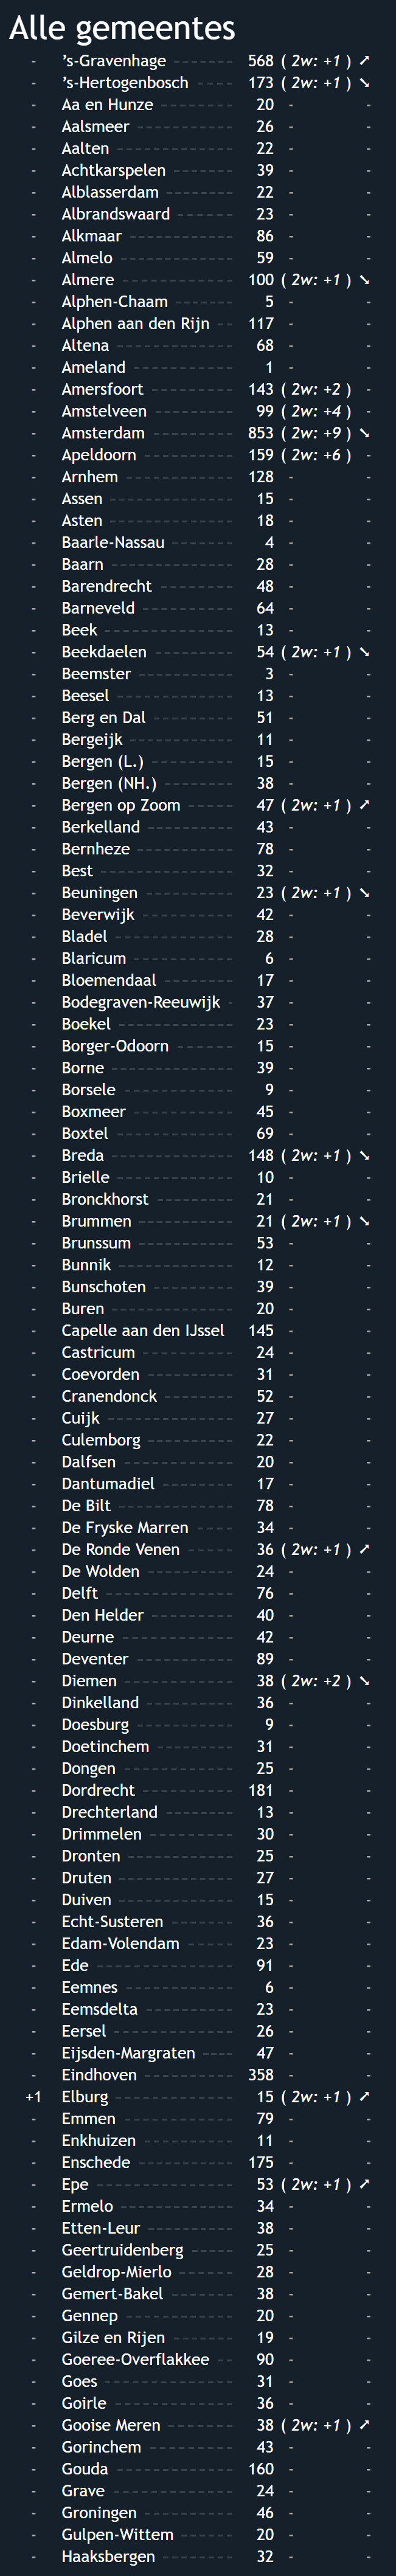 Alle gemeentes
- ’s-Gravenhage ------- 568 ( 2w: +1 ) ➚
- ’s-Hertogenbosch ----- 173 ( 2w: +1 ) ➘
- Aa en Hunze --------- 20 - -
- Aalsmeer ----------- 26 - -
- Aalten ------------- 22 - -
- Achtkarspelen ------- 39 - -
- Alblasserdam -------- 22 - -
- Albrandswaard ------- 23 - -
- Alkmaar ------------ 86 - -
- Almelo ------------- 59 - -
- Almere ------------- 100 ( 2w: +1 ) ➘
- Alphen-Chaam ------- 5 - -
- Alphen aan den Rijn -- 117 - -
- Altena ------------- 68 - -
- Ameland ------------ 1 - -
- Amersfoort ---------- 143 ( 2w: +2 ) -
- Amstelveen ---------- 99 ( 2w: +4 ) -
- Amsterdam ---------- 853 ( 2w: +9 ) ➘
- Apeldoorn ----------- 159 ( 2w: +6 ) -
- Arnhem ------------ 128 - -
- Assen -------------- 15 - -
- Asten -------------- 18 - -
- Baarle-Nassau -------- 4 - -
- Baarn -------------- 28 - -
- Barendrecht --------- 48 - -
- Barneveld ----------- 64 - -
- Beek --------------- 13 - -
- Beekdaelen ---------- 54 ( 2w: +1 ) ➘
- Beemster ----------- 3 - -
- Beesel ------------- 13 - -
- Berg en Dal ---------- 51 - -
- Bergeijk ------------ 11 - -
- Bergen (L.) ---------- 15 - -
- Bergen (NH.) --------- 38 - -
- Bergen op Zoom ------ 47 ( 2w: +1 ) ➚
- Berkelland ----------- 43 - -
- Bernheze ----------- 78 - -
- Best --------------- 32 - -
- Beuningen ---------- 23 ( 2w: +1 ) ➘
- Beverwijk ----------- 42 - -
- Bladel -------------- 28 - -
- Blaricum ------------ 6 - -
- Bloemendaal -------- 17 - -
- Bodegraven-Reeuwijk - 37 - -
- Boekel ------------- 23 - -
- Borger-Odoorn ------ 15 - -
- Borne -------------- 39 - -
- Borsele ------------- 9 - -
- Boxmeer ------------ 45 - -
- Boxtel -------------- 69 - -
- Breda -------------- 148 ( 2w: +1 ) ➘
- Brielle ------------- 10 - -
- Bronckhorst --------- 21 - -
- Brummen ----------- 21 ( 2w: +1 ) ➘
- Brunssum ----------- 53 - -
- Bunnik ------------- 12 - -
- Bunschoten --------- 39 - -
- Buren -------------- 20 - -
- Capelle aan den IJssel 145 - -
- Castricum ----------- 24 - -
- Coevorden ---------- 31 - -
- Cranendonck -------- 52 - -
- Cuijk --------------- 27 - -
- Culemborg ---------- 22 - -
- Dalfsen ------------ 20 - -
- Dantumadiel -------- 17 - -
- De Bilt ------------- 78 - -
- De Fryske Marren ---- 34 - -
- De Ronde Venen ----- 36 ( 2w: +1 ) ➚
- De Wolden ---------- 24 - -
- Delft --------------- 76 - -
- Den Helder ---------- 40 - -
- Deurne ------------- 42 - -
- Deventer ----------- 89 - -
- Diemen ------------- 38 ( 2w: +2 ) ➘
- Dinkelland ---------- 36 - -
- Doesburg ----------- 9 - -
- Doetinchem --------- 31 - -
- Dongen ------------ 25 - -
- Dordrecht ---------- 181 - -
- Drechterland -------- 13 - -
- Drimmelen ---------- 30 - -
- Dronten ------------ 25 - -
- Druten ------------- 27 - -
- Duiven ------------- 15 - -
- Echt-Susteren ------- 36 - -
- Edam-Volendam ----- 23 - -
- Ede ---------------- 91 - -
- Eemnes ------------ 6 - -
- Eemsdelta ---------- 23 - -
- Eersel -------------- 26 - -
- Eijsden-Margraten ---- 47 - -
- Eindhoven ---------- 358 - -
+1 Elburg ------------- 15 ( 2w: +1 ) ➚
- Emmen ------------ 79 - -
- Enkhuizen ---------- 11 - -
- Enschede ----------- 175 - -
- Epe ---------------- 53 ( 2w: +1 ) ➚
- Ermelo ------------- 34 - -
- Etten-Leur ---------- 38 - -
- Geertruidenberg ----- 25 - -
- Geldrop-Mierlo ------ 28 - -
- Gemert-Bakel ------- 38 - -
- Gennep ------------ 20 - -
- Gilze en Rijen ------- 19 - -
- Goeree-Overflakkee -- 90 - -
- Goes -------------- 31 - -
- Goirle -------------- 36 - -
- Gooise Meren ------- 38 ( 2w: +1 ) ➚
- Gorinchem ---------- 43 - -
- Gouda ------------- 160 - -
- Grave -------------- 24 - -
- Groningen ---------- 46 - -
- Gulpen-Wittem ------ 20 - -
- Haaksbergen -------- 32 - -